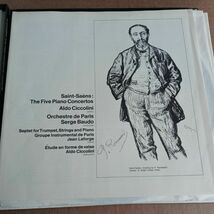 Saint-Saëns:
The Five Piano Concertos
Aldo Ciccolini
Orchestre de Paris
Serge Baudo
Septet for Trumpet, Strings and Piano
Groupe Instrumental de Paris
Jean Laforge
Étude en forme de valse
Aldo Ciccolini